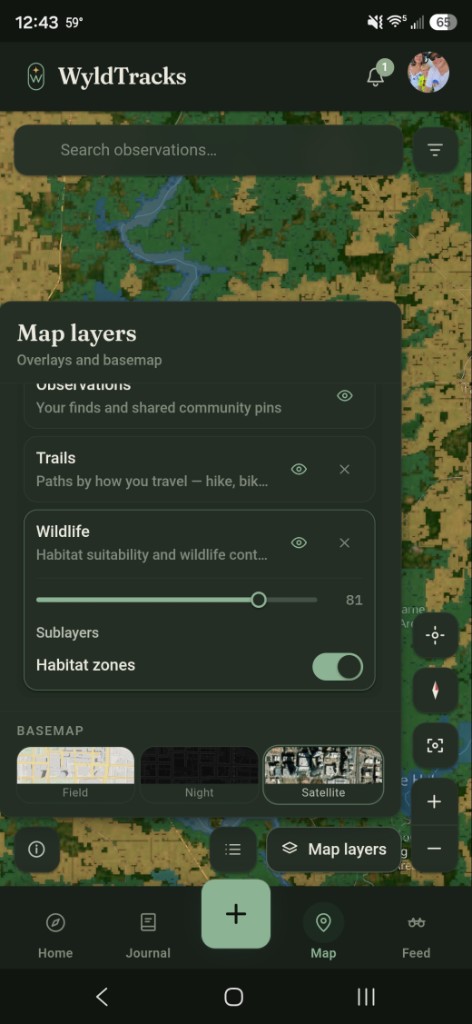 12:43 59°
65
WyldTracks
1
Search observations...
Map layers
Overlays and basemap
Observations
Your finds and shared community pins
Trails
Paths by how you travel — hike, bik...
Wildlife
Habitat suitability and wildlife cont...
81
Sublayers
Habitat zones
BASEMAP
Field
Night
Satellite
Map layers
Home
Journal
Map
Feed